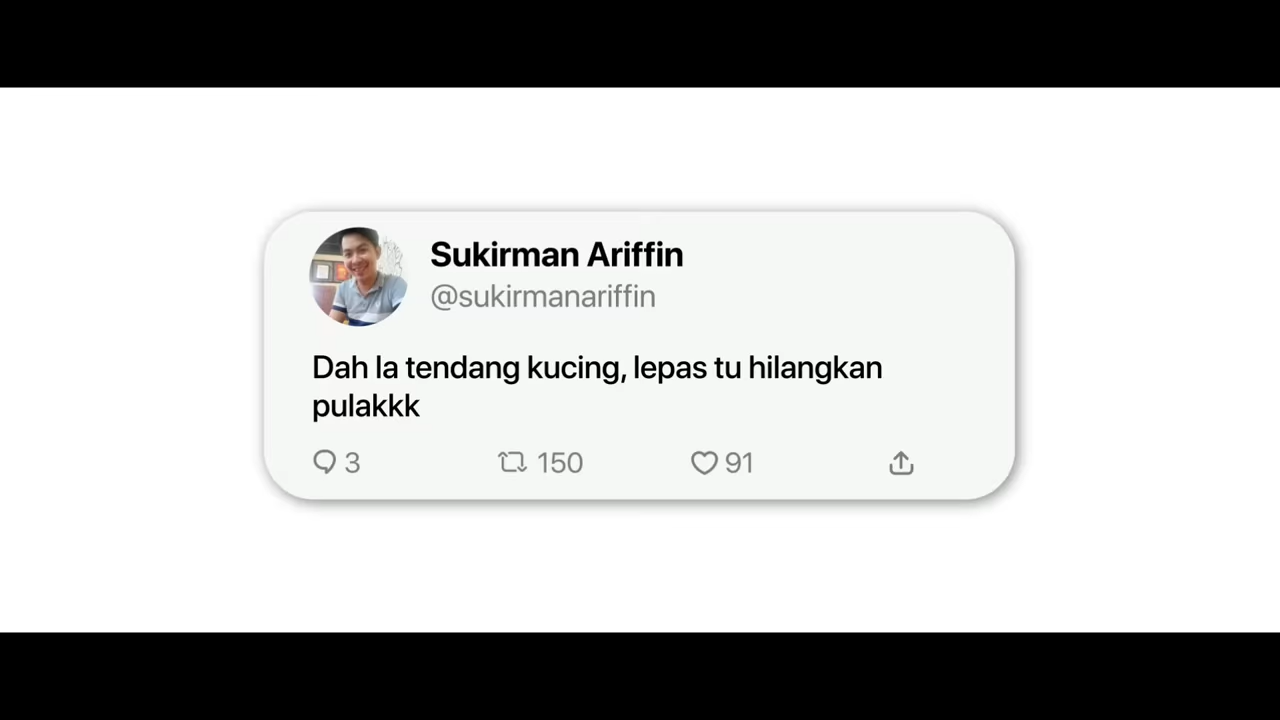 Sukirman Ariffin
@sukirmanariffin
Dah la tendang kucing, lepas tu hilangkan
pulakkk
3 150 91